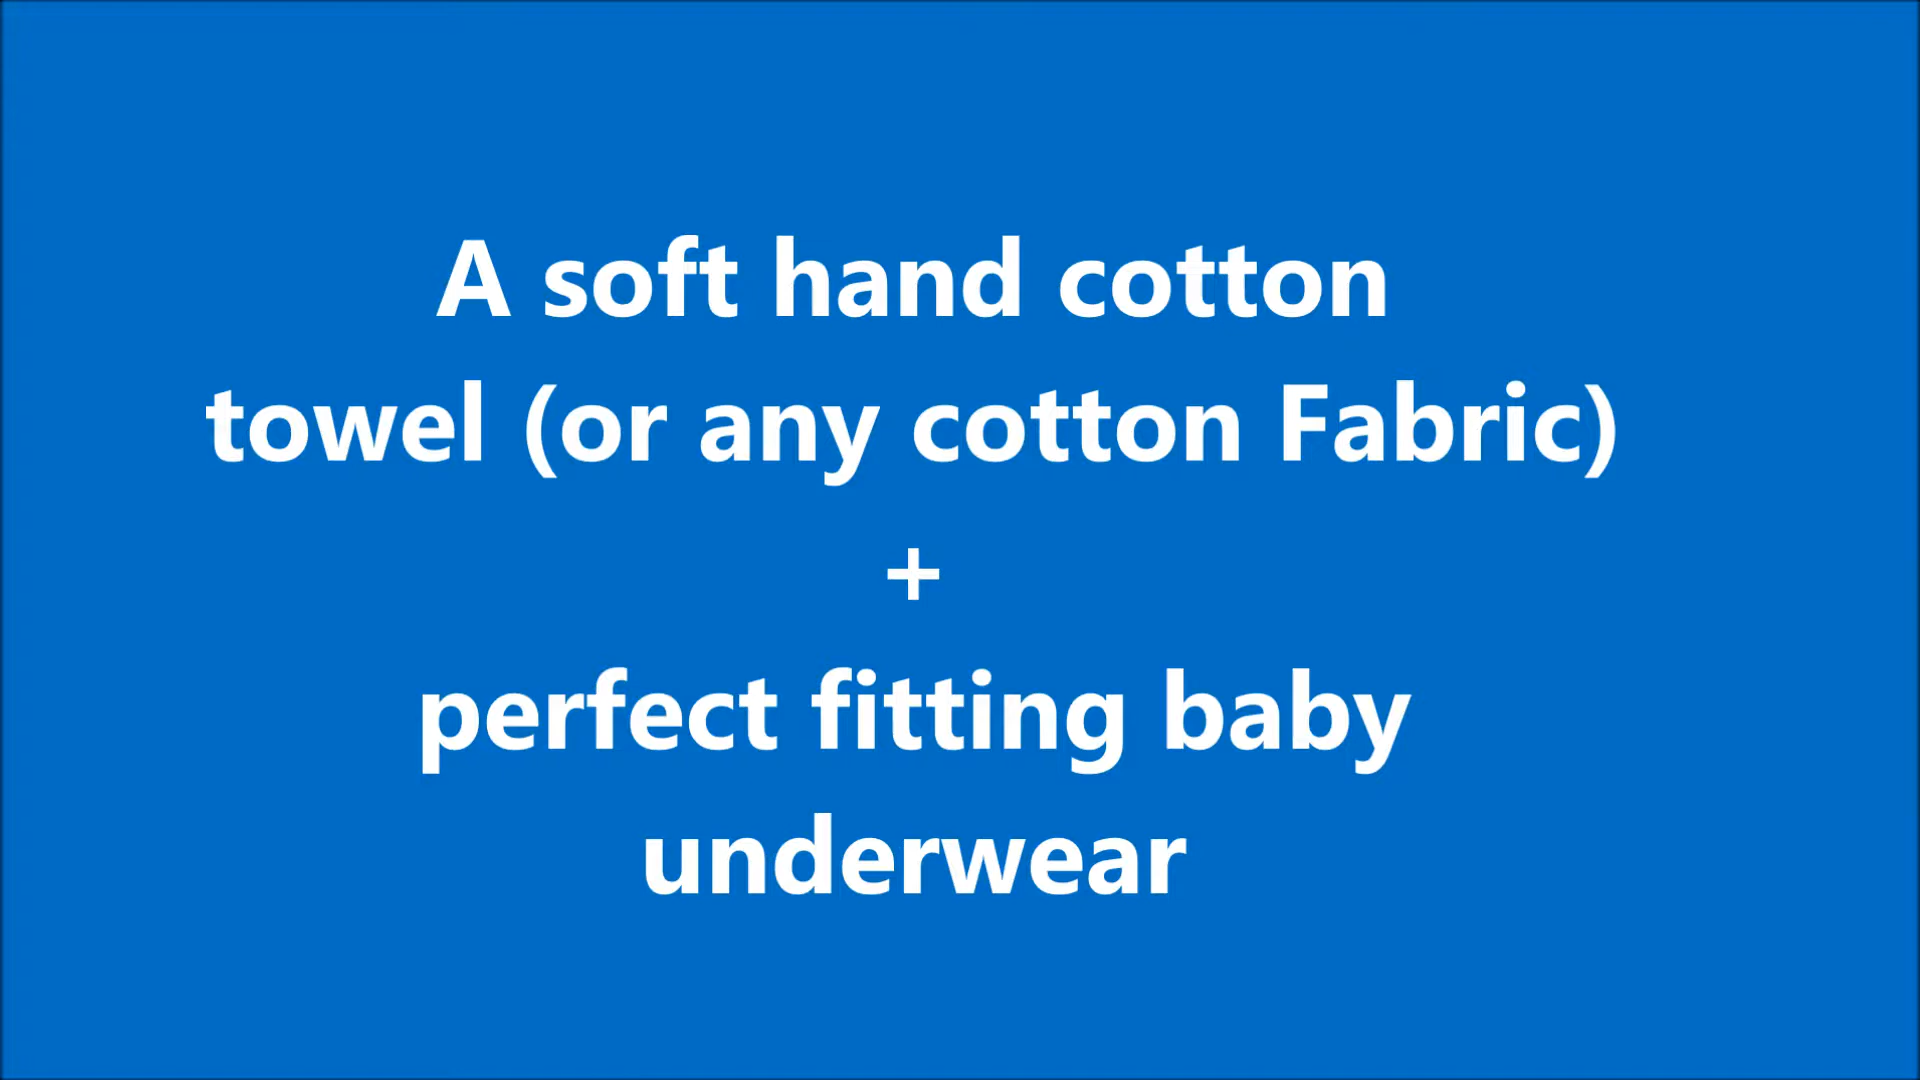 A soft hand cotton
towel (or any cotton Fabric)
+
perfect fitting baby
underwear